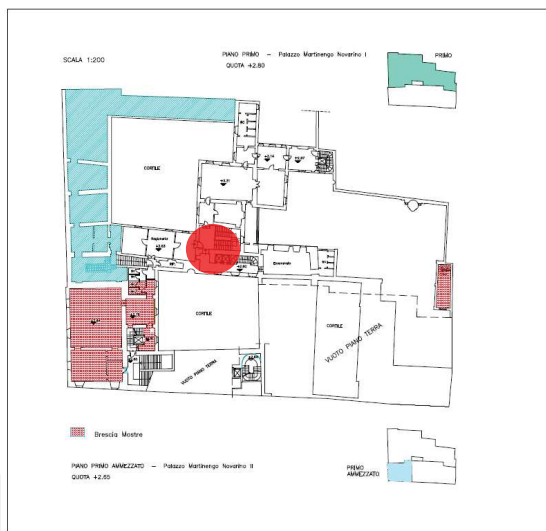 PIANO PRIMO – Palazzo Martinengo Novarino I
PRIMO
SCALA 1:200
QUOTA +2.80
CORTILE
CORTILE
CORTILE
VUOTO PIANO TERRA
VUOTO PIANO TERRA
Brescia Mostre
PIANO PRIMO AMMEZZATO – Palazzo Martinengo Novarino II
QUOTA +2.65
PRIMO
AMMEZZATO